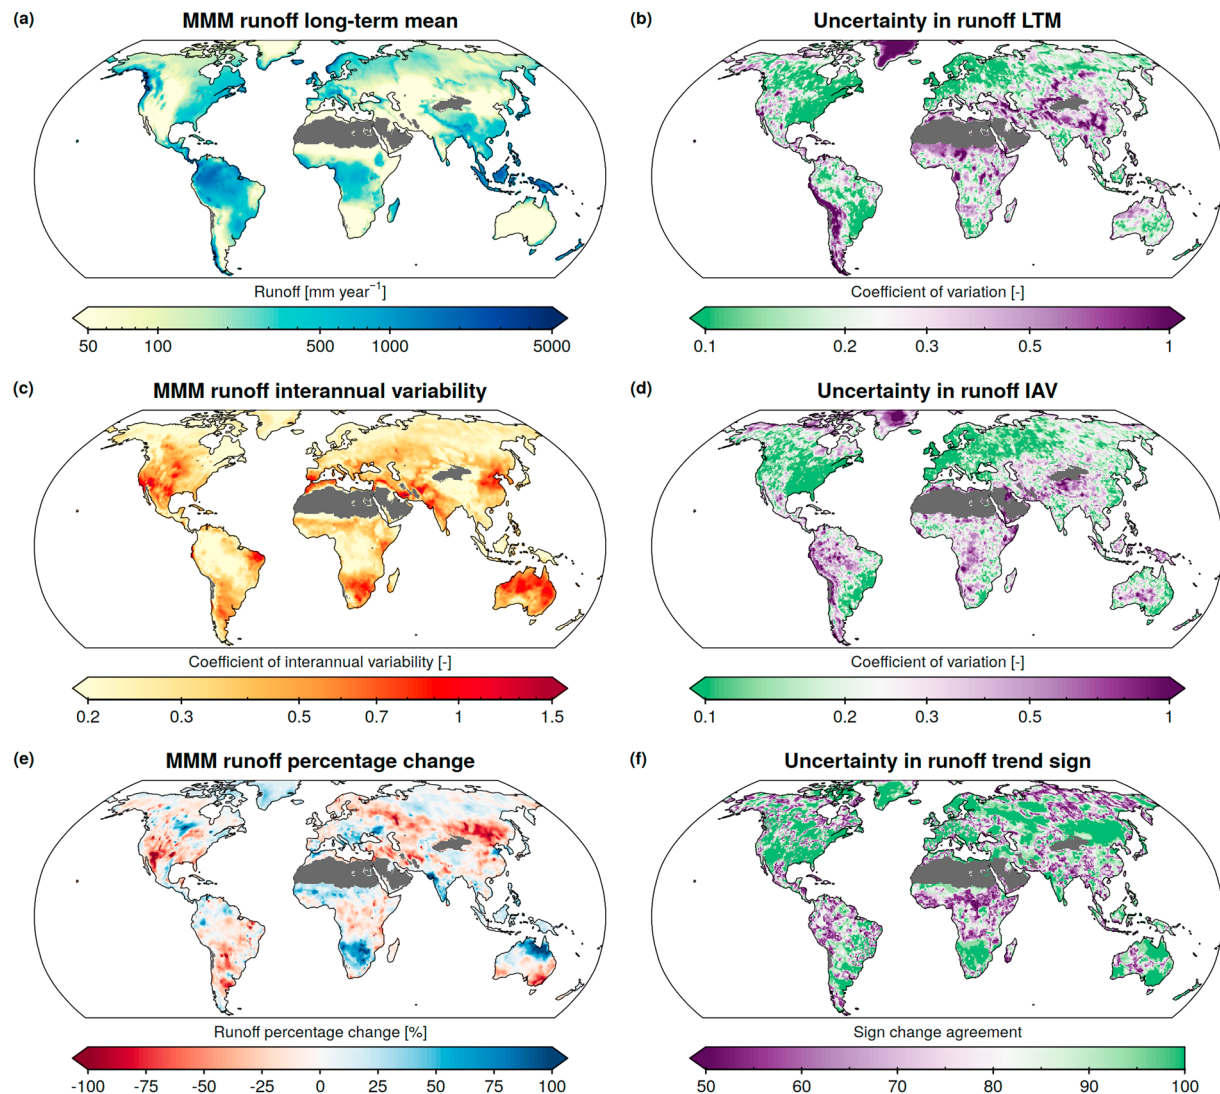 (a) MMM runoff long-term mean
(b) Uncertainty in runoff LTM
Runoff [mm year⁻¹]
50 100 500 1000 5000
Coefficient of variation [-]
0.1 0.2 0.3 0.5 1
(c) MMM runoff interannual variability
(d) Uncertainty in runoff IAV
Coefficient of interannual variability [-]
0.2 0.3 0.5 0.7 1 1.5
Coefficient of variation [-]
0.1 0.2 0.3 0.5 1
(e) MMM runoff percentage change
(f) Uncertainty in runoff trend sign
Runoff percentage change [%]
-100 -75 -50 -25 0 25 50 75 100
Sign change agreement
50 60 70 80 90 100